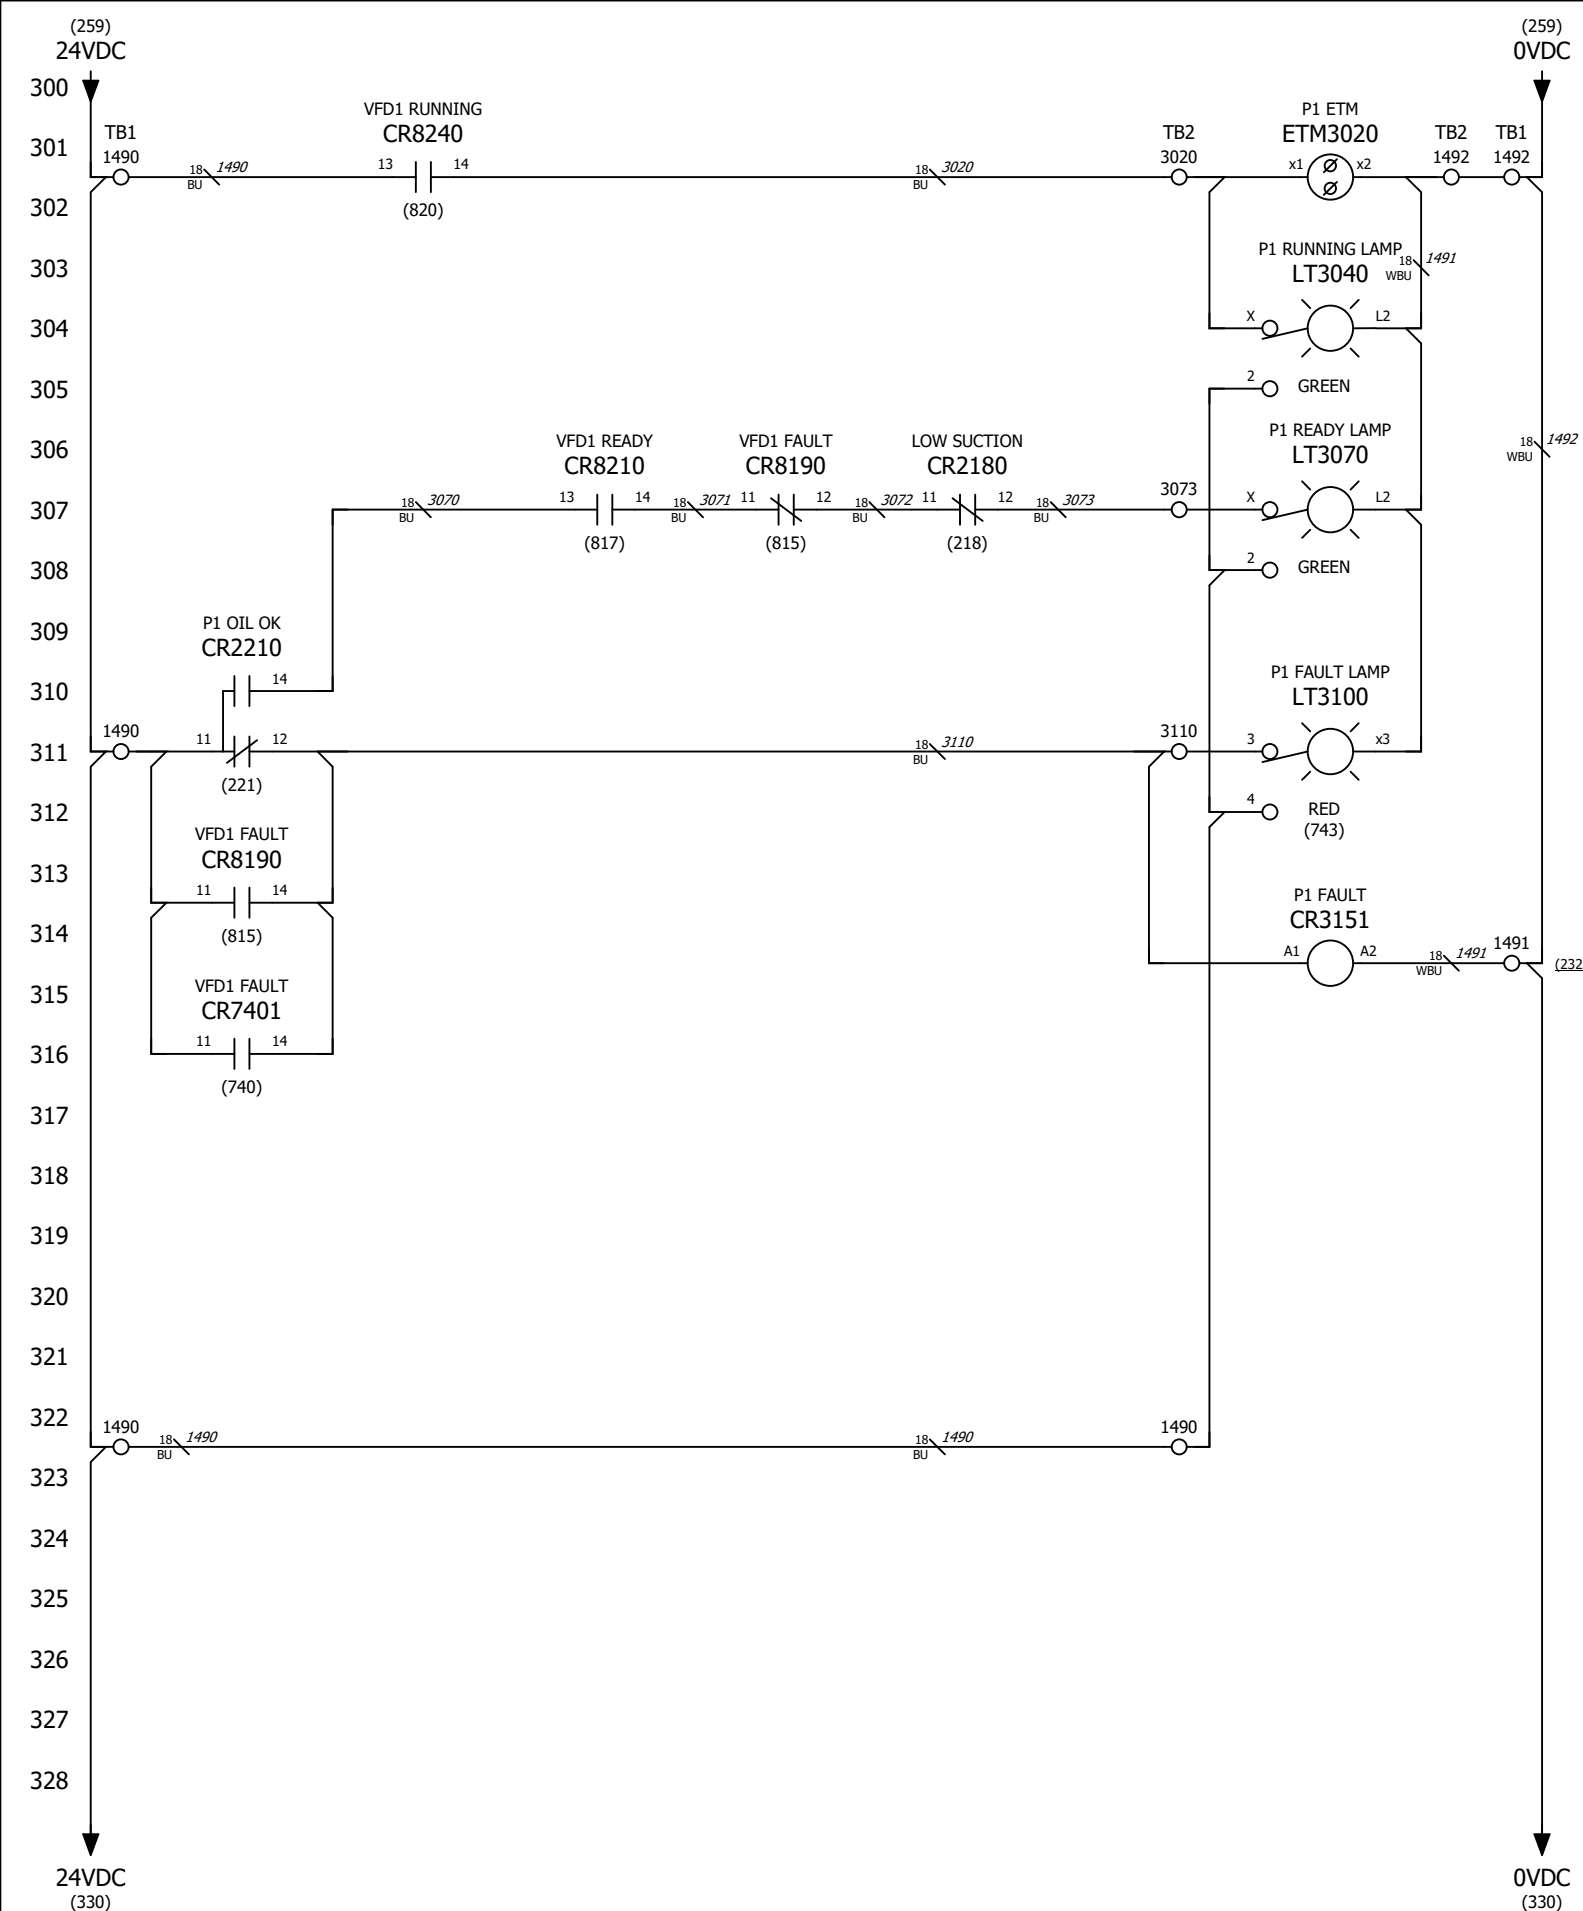 (259)
24VDC
(259)
0VDC
300
VFD1 RUNNING
CR8240
P1 ETM
ETM3020
301
TB1
1490
18 1490
BU
13
14
(820)
18 3020
BU
TB2
3020
x1
x2
TB2
1492
TB1
1492
302
303
P1 RUNNING LAMP
LT3040
18 1491
WBU
304
X
L2
305
2
GREEN
306
VFD1 READY
CR8210
VFD1 FAULT
CR8190
LOW SUCTION
CR2180
P1 READY LAMP
LT3070
18 1492
WBU
307
18 3070
BU
13
14
(817)
18 3071
BU
11
12
(815)
18 3072
BU
11
12
(218)
18 3073
BU
3073
X
L2
308
2
GREEN
309
P1 OIL OK
CR2210
310
14
P1 FAULT LAMP
LT3100
311
1490
11
12
(221)
18 3110
BU
3110
3
x3
312
4
RED
(743)
VFD1 FAULT
CR8190
313
11
14
(815)
P1 FAULT
CR3151
314
A1
A2
18 1491
WBU
1491
(232
VFD1 FAULT
CR7401
315
316
11
14
(740)
317
318
319
320
321
322
1490
18 1490
BU
18 1490
BU
1490
323
324
325
326
327
328
24VDC
(330)
0VDC
(330)